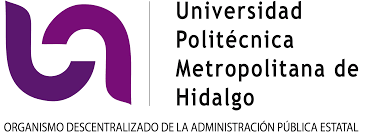 Universidad
Politécnica
Metropolitana de
Hidalgo
ORGANISMO DESCENTRALIZADO DE LA ADMINISTRACIÓN PÚBLICA ESTATAL